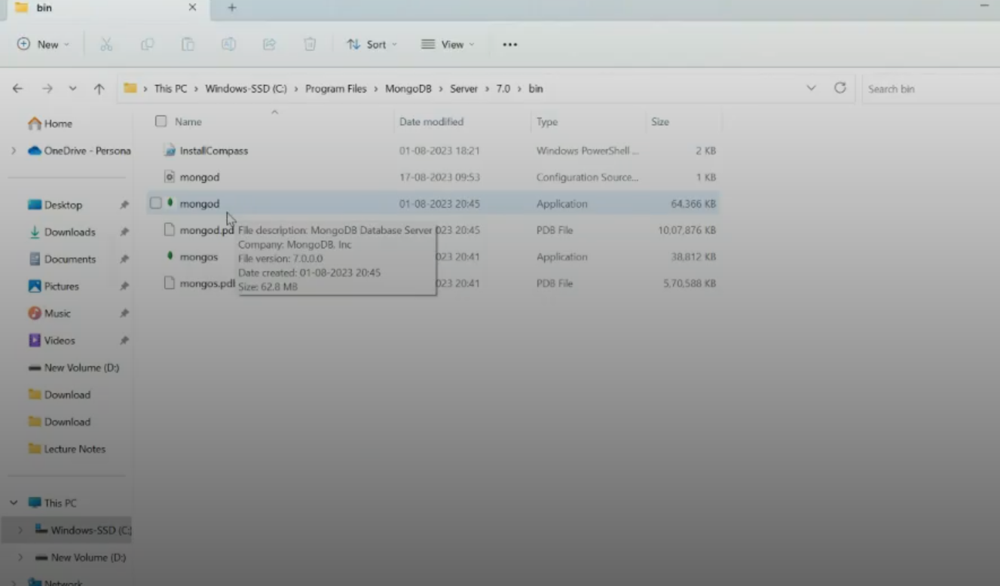 bin
New
Sort
View
This PC > Windows-SSD (C:) > Program Files > MongoDB > Server > 7.0 > bin
Search bin
Name Date modified Type Size
Home
OneDrive - Persona
Desktop
Downloads
Documents
Pictures
Music
Videos
New Volume (D:)
Download
Download
Lecture Notes
This PC
Windows-SSD (C:
New Volume (D:)
Network
InstallCompass 01-08-2023 18:21 Windows PowerShell ... 2 KB
mongod 17-08-2023 09:53 Configuration Source... 1 KB
mongod 01-08-2023 20:45 Application 64,366 KB
mongod.pd 023 20:45 PDB File 10,07,876 KB
mongos 023 20:41 Application 38,812 KB
mongos.pdl 023 20:41 PDB File 5,70,588 KB
File description: MongoDB Database Server
Company: MongoDB, Inc
File version: 7.0.0.0
Date created: 01-08-2023 20:45
Size: 62.8 MB